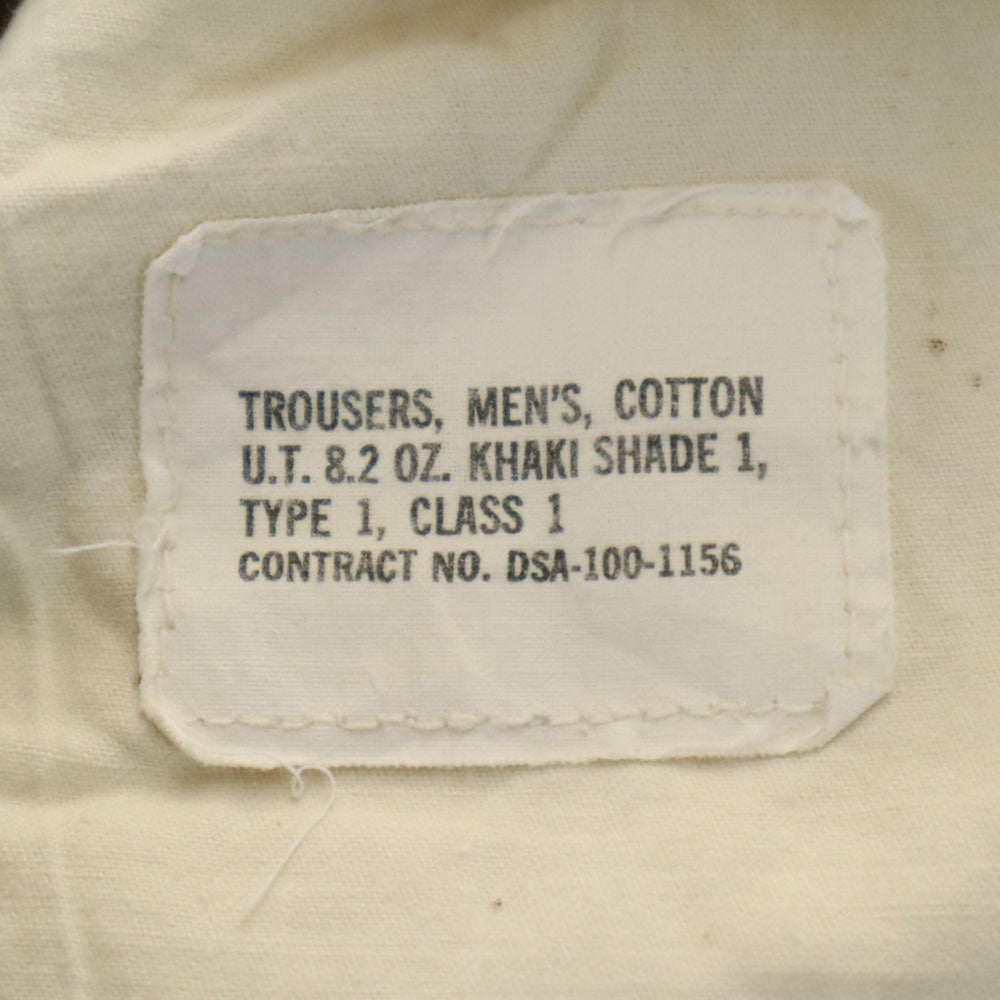 TROUSERS, MEN'S, COTTON
U.T. 8.2 OZ. KHAKI SHADE 1,
TYPE 1, CLASS 1
CONTRACT NO. DSA-100-1156